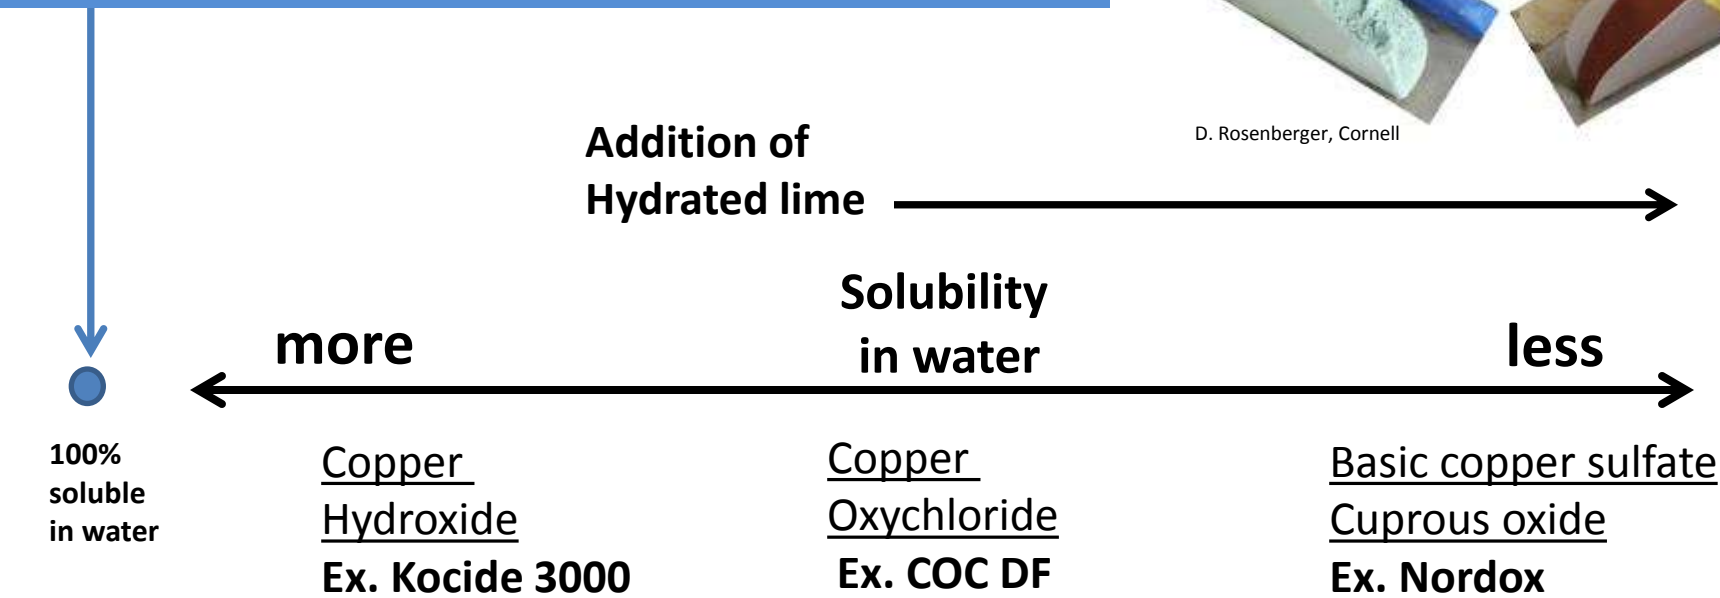 D. Rosenberger, Cornell
Addition of
Hydrated lime
Solubility
in water
more
less
100%
soluble
in water
Copper
Hydroxide
Ex. Kocide 3000
Copper
Oxychloride
Ex. COC DF
Basic copper sulfate
Cuprous oxide
Ex. Nordox